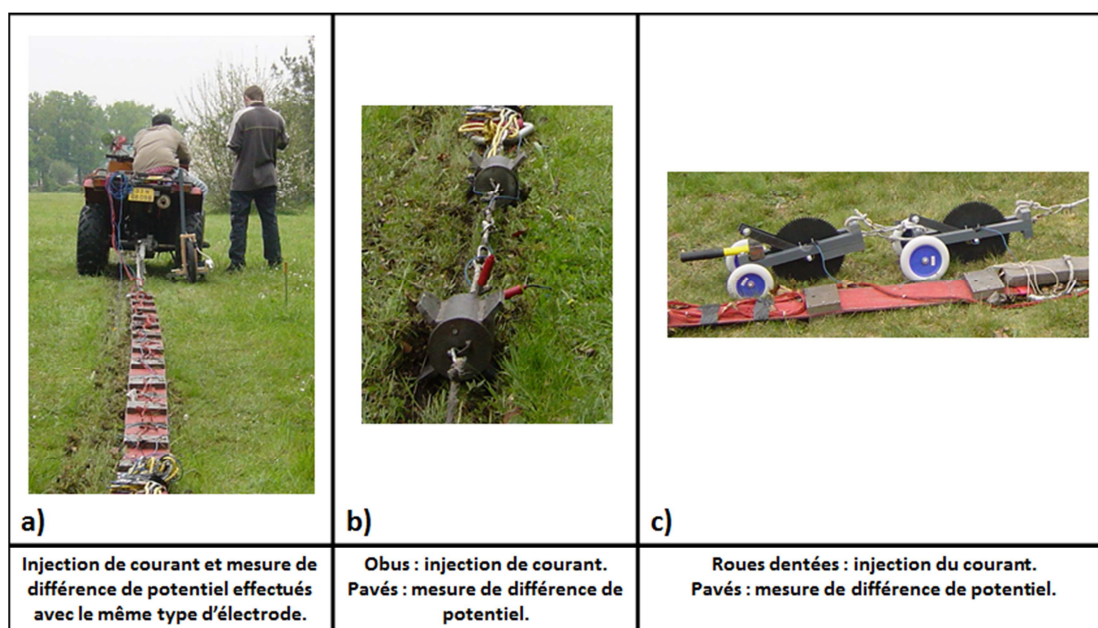 a)
b)
c)
Injection de courant et mesure de
différence de potentiel effectués
avec le même type d'électrode.
Obus : injection de courant.
Pavés : mesure de différence de
potentiel.
Roues dentées : injection du courant.
Pavés : mesure de différence de potentiel.